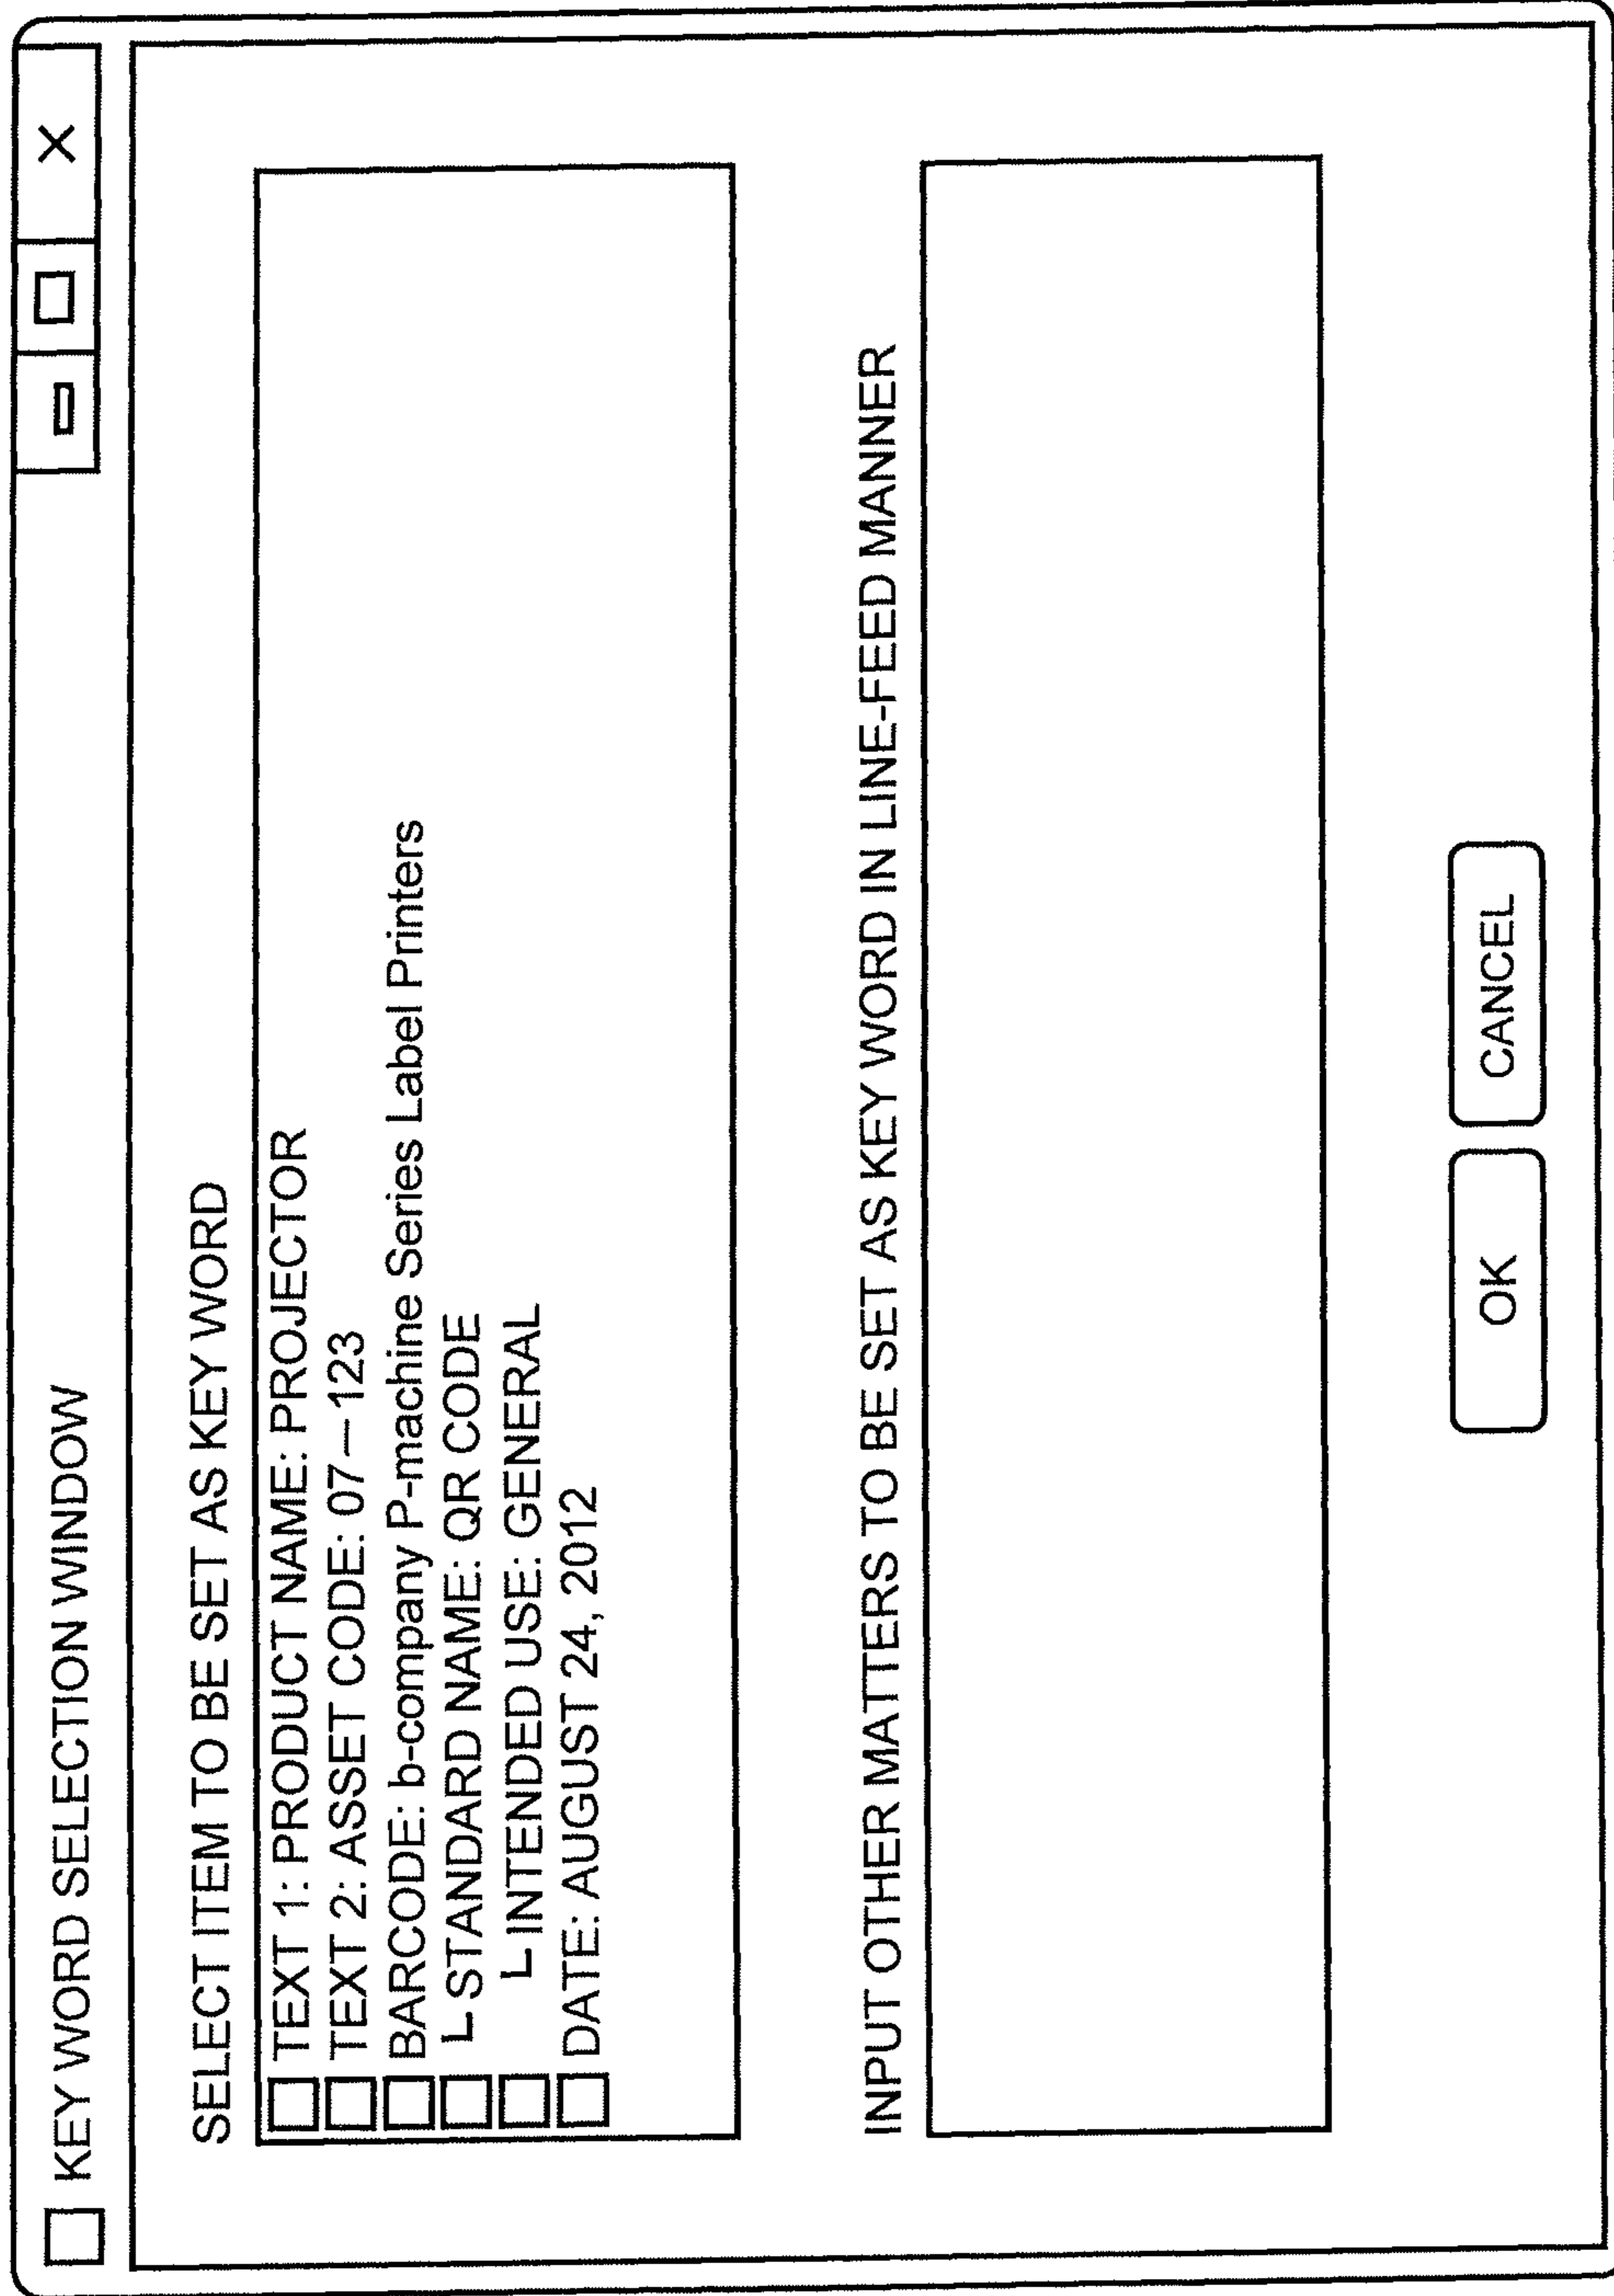 KEY WORD SELECTION WINDOW
SELECT ITEM TO BE SET AS KEY WORD
TEXT 1: PRODUCT NAME: PROJECTOR
TEXT 2: ASSET CODE: 07—123
BARCODE: b-company P-machine Series Label Printers
STANDARD NAME: QR CODE
INTENDED USE: GENERAL
DATE: AUGUST 24, 2012
INPUT OTHER MATTERS TO BE SET AS KEY WORD IN LINE-FEED MANNER
OK CANCEL